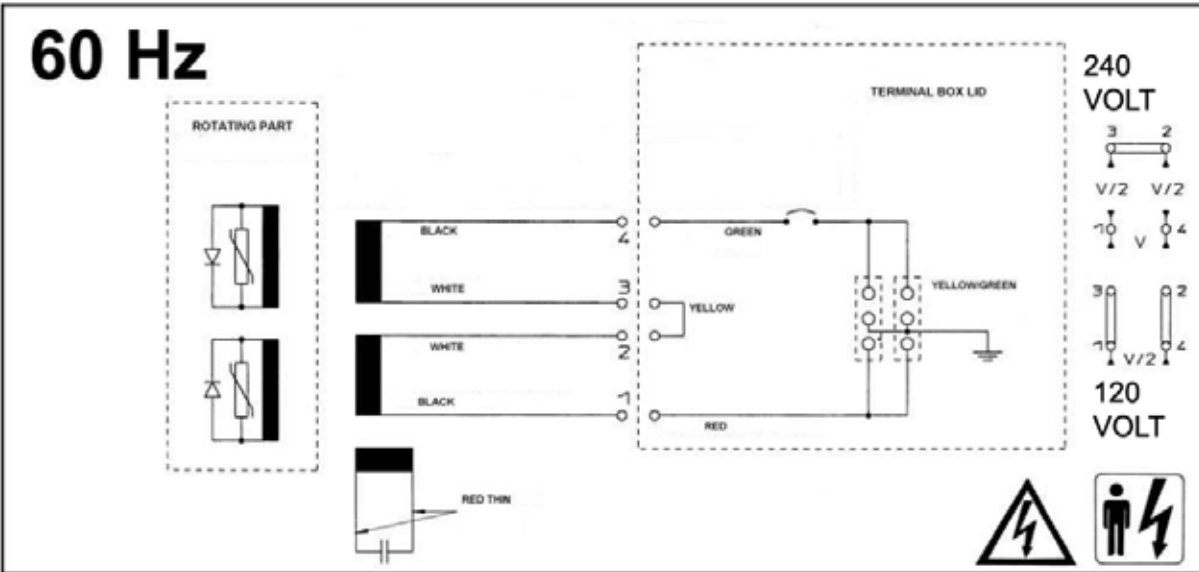 60 Hz
ROTATING PART
TERMINAL BOX LID
240
VOLT
3 2
V/2 V/2
1 V 4
BLACK
4
GREEN
WHITE
3
YELLOW
YELLOW/GREEN
WHITE
2
BLACK
1
RED
3 2
1 V/2 4
120
VOLT
RED THIN